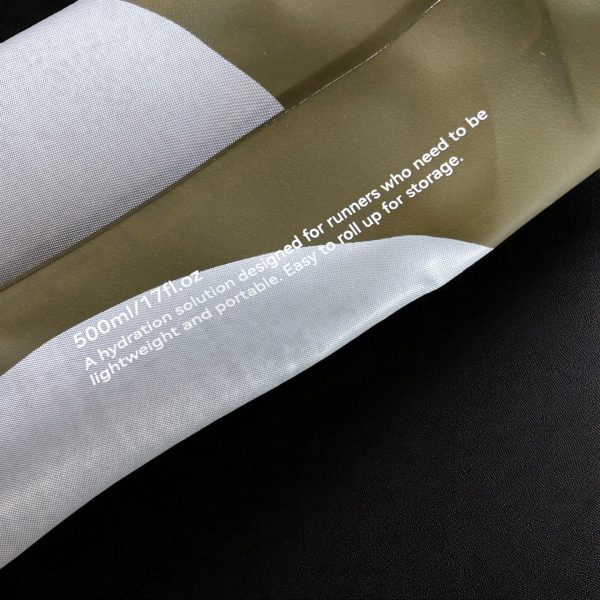 500ml/17fl.oz
A hydration solution designed for runners who need to be
lightweight and portable. Easy to roll up for storage.